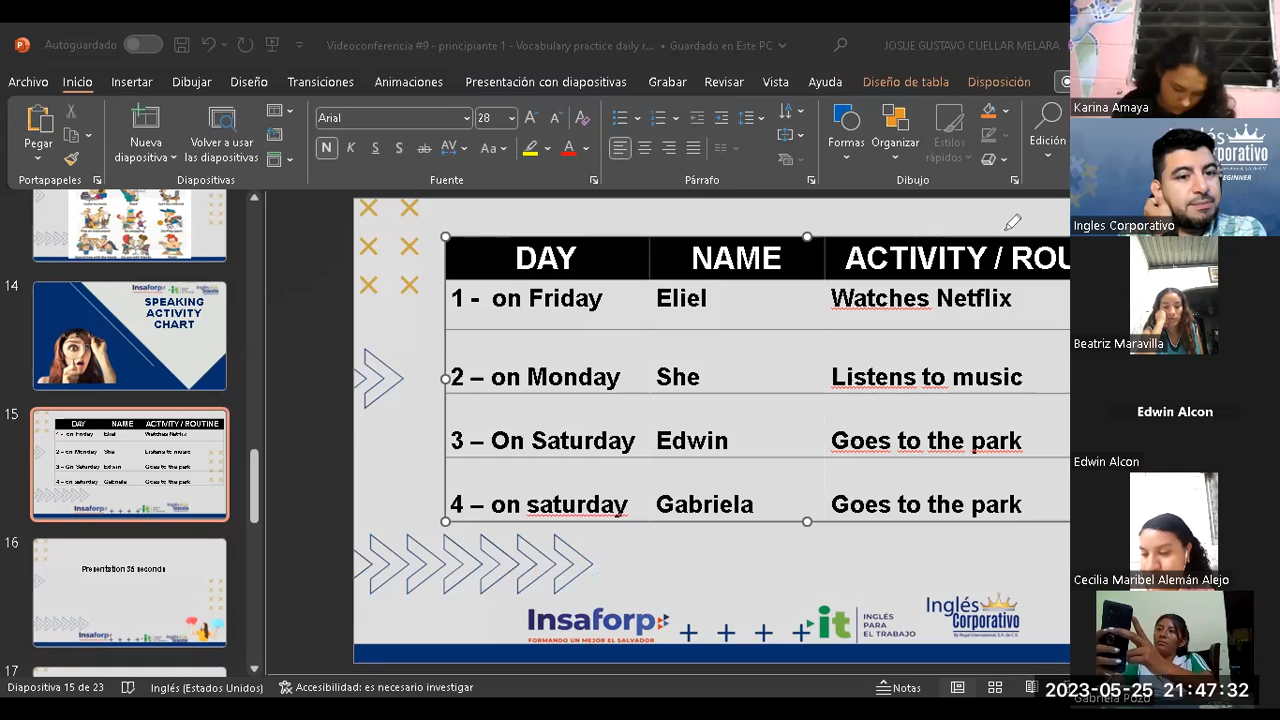 Autoguardado
Videoconferencia #9 - principiante 1 - Vocabulary practice daily r... • Guardado en Este PC
JOSUE GUSTAVO CUELLAR MELARA
Archivo Inicio Insertar Dibujar Diseño Transiciones Animaciones Presentación con diapositivas Grabar Revisar Vista Ayuda Diseño de tabla Disposición
Pegar
Nueva diapositiva
Volver a usar las diapositivas
Arial 28
N K S S ab AV Aa A
Formas Organizar Estilos rápidos Edición
Portapapeles Diapositivas Fuente Párrafo Dibujo
14
SPEAKING
ACTIVITY
CHART
15
16
Presentation 35 seconds
17
DAY NAME ACTIVITY / ROU
1 - on Friday Eliel Watches Netflix
2 – on Monday She Listens to music
3 – On Saturday Edwin Goes to the park
4 – on saturday Gabriela Goes to the park
Insaforp
FORMANDO UN MEJOR EL SALVADOR
it INGLÉS PARA EL TRABAJO
Inglés Corporativo
Diapositiva 15 de 23 Inglés (Estados Unidos) Accesibilidad: es necesario investigar Notas
Karina Amaya
Ingles Corporativo
Beatriz Maravilla
Edwin Alcon
Edwin Alcon
Cecilia Maribel Alemán Alejo
2023-05-25 21:47:32
Gabriela Pozo